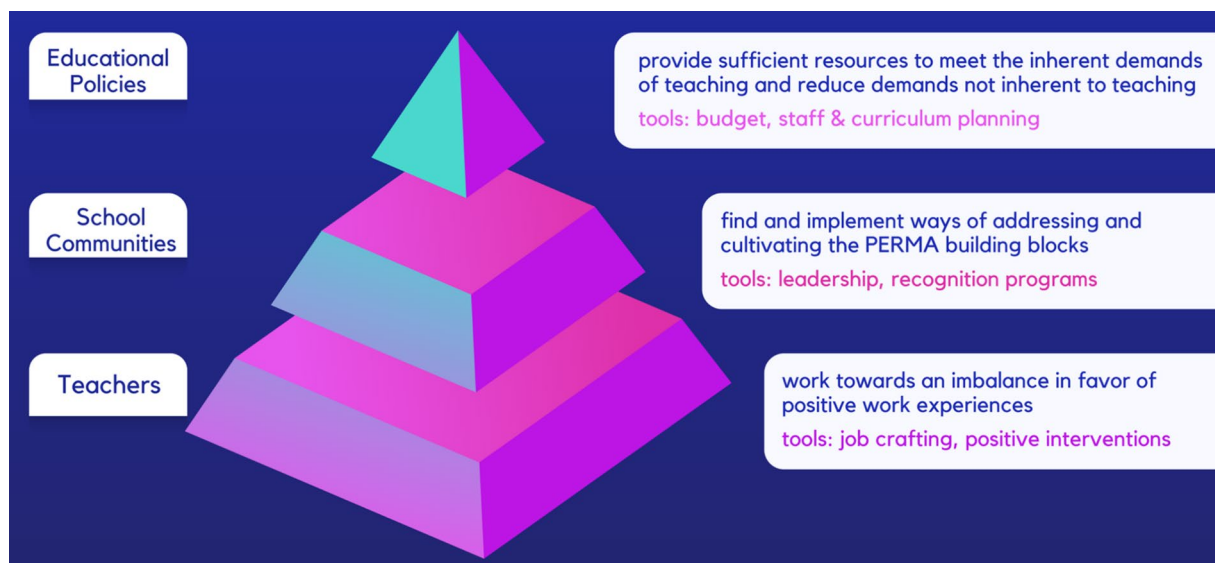 Educational
Policies
provide sufficient resources to meet the inherent demands
of teaching and reduce demands not inherent to teaching
tools: budget, staff & curriculum planning
School
Communities
find and implement ways of addressing and
cultivating the PERMA building blocks
tools: leadership, recognition programs
Teachers
work towards an imbalance in favor of
positive work experiences
tools: job crafting, positive interventions